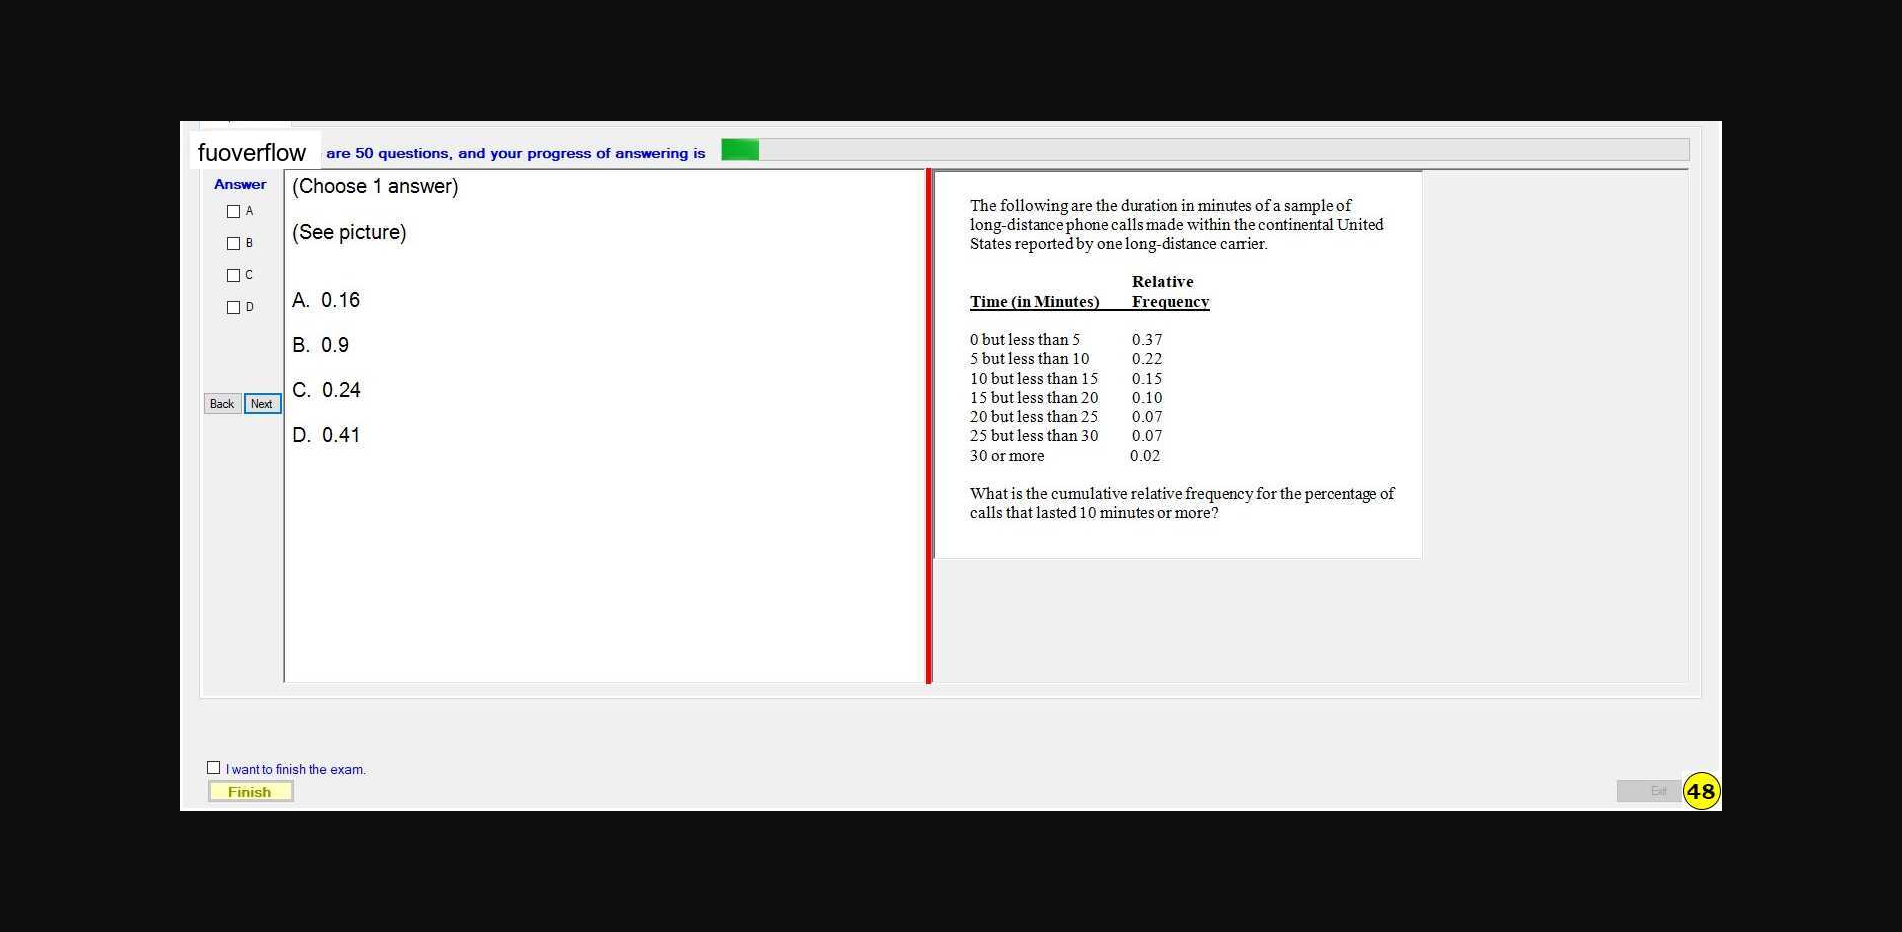 fuoverflow are 50 questions, and your progress of answering is
Answer
A
B
C
D
Back Next
(Choose 1 answer)
(See picture)
A. 0.16
B. 0.9
C. 0.24
D. 0.41
The following are the duration in minutes of a sample of
long-distance phone calls made within the continental United
States reported by one long-distance carrier.
Relative
Time (in Minutes) Frequency
0 but less than 5 0.37
5 but less than 10 0.22
10 but less than 15 0.15
15 but less than 20 0.10
20 but less than 25 0.07
25 but less than 30 0.07
30 or more 0.02
What is the cumulative relative frequency for the percentage of
calls that lasted 10 minutes or more?
I want to finish the exam.
Finish
Exit
48